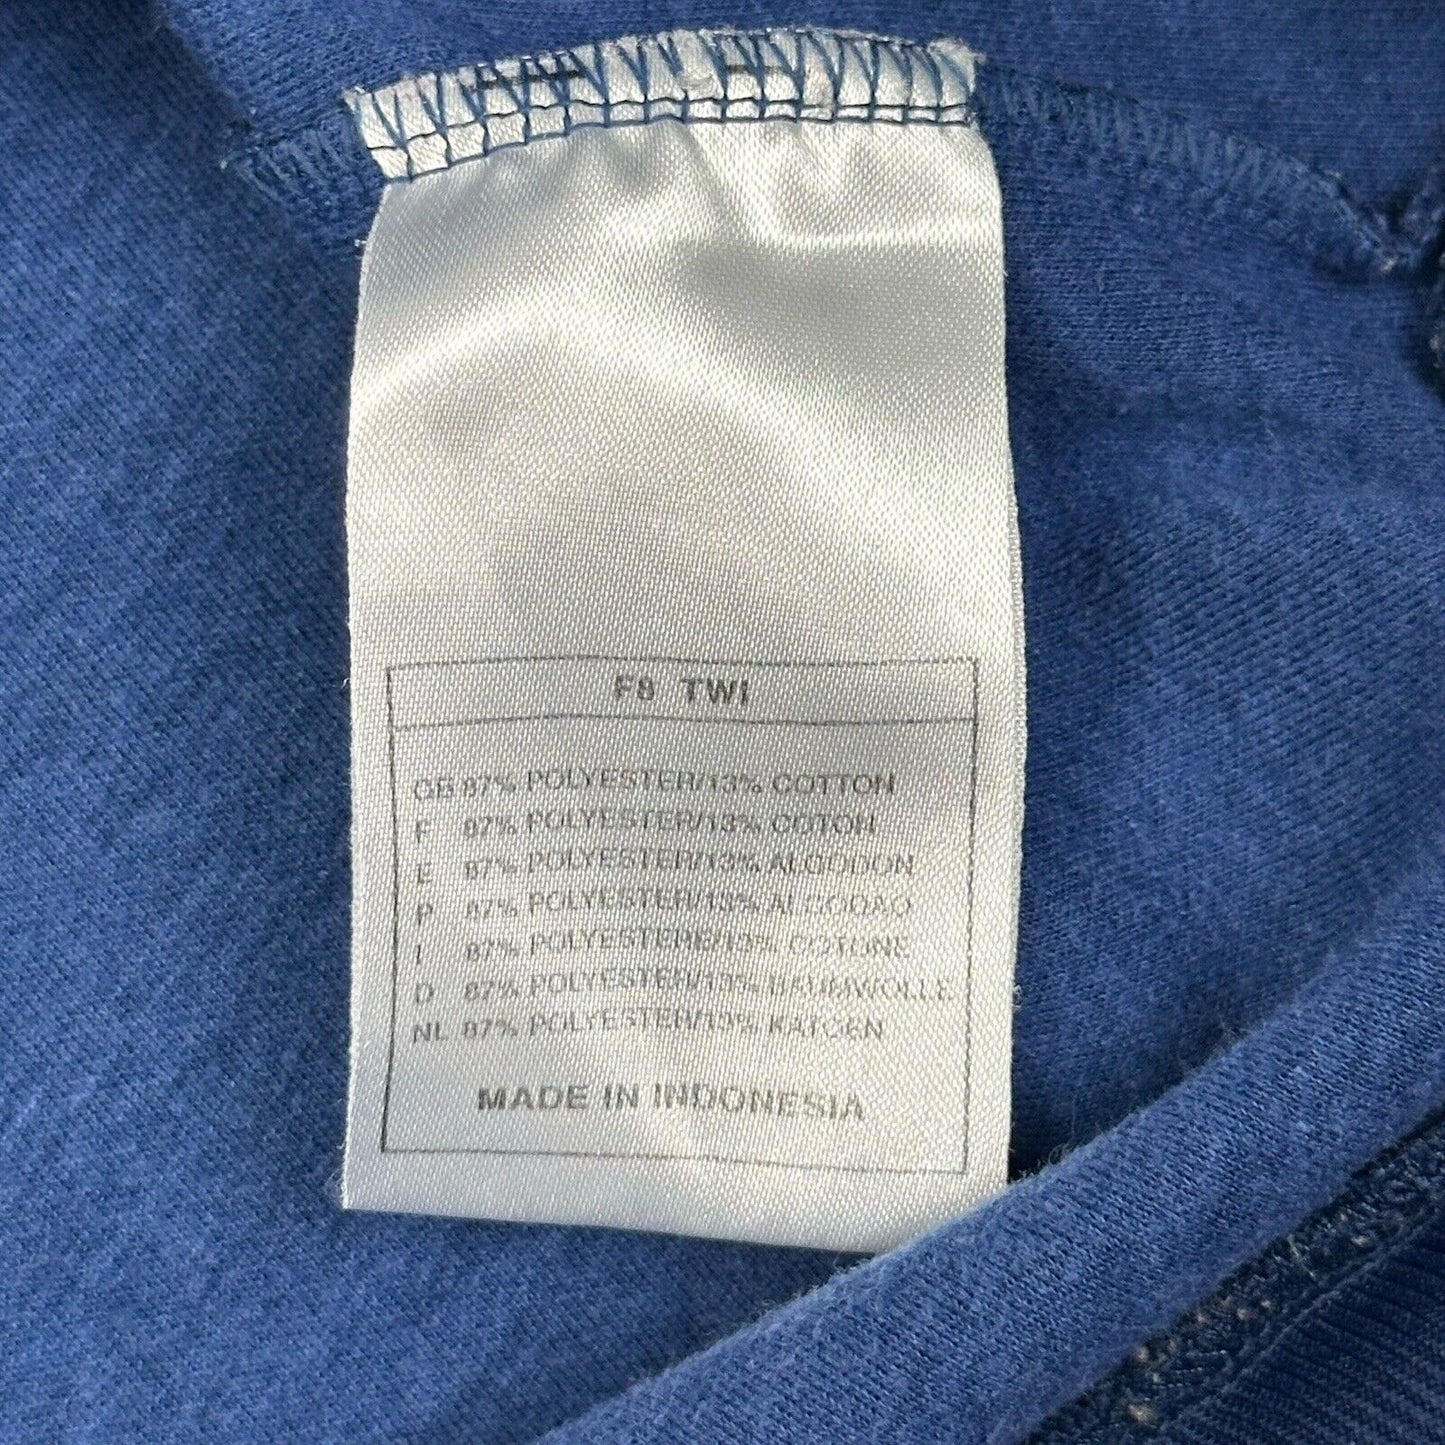 F8 TWI
GB 87% POLYESTER/13% COTTON
F 87% POLYESTER/13% COTON
E 87% POLYESTER/13% ALGODON
P 87% POLYESTER/13% ALGODAO
I 87% POLYESTERE/13% COTONE
D 87% POLYESTER/13% BAUMWOLLE
NL 87% POLYESTER/13% KATOEN
MADE IN INDONESIA